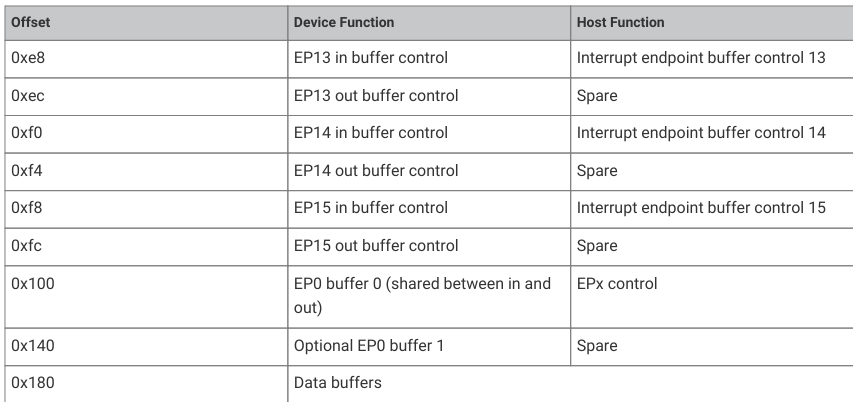 Offset Device Function Host Function
0xe8 EP13 in buffer control Interrupt endpoint buffer control 13
0xec EP13 out buffer control Spare
0xf0 EP14 in buffer control Interrupt endpoint buffer control 14
0xf4 EP14 out buffer control Spare
0xf8 EP15 in buffer control Interrupt endpoint buffer control 15
0xfc EP15 out buffer control Spare
0x100 EP0 buffer 0 (shared between in and EPx control
out)
0x140 Optional EP0 buffer 1 Spare
0x180 Data buffers